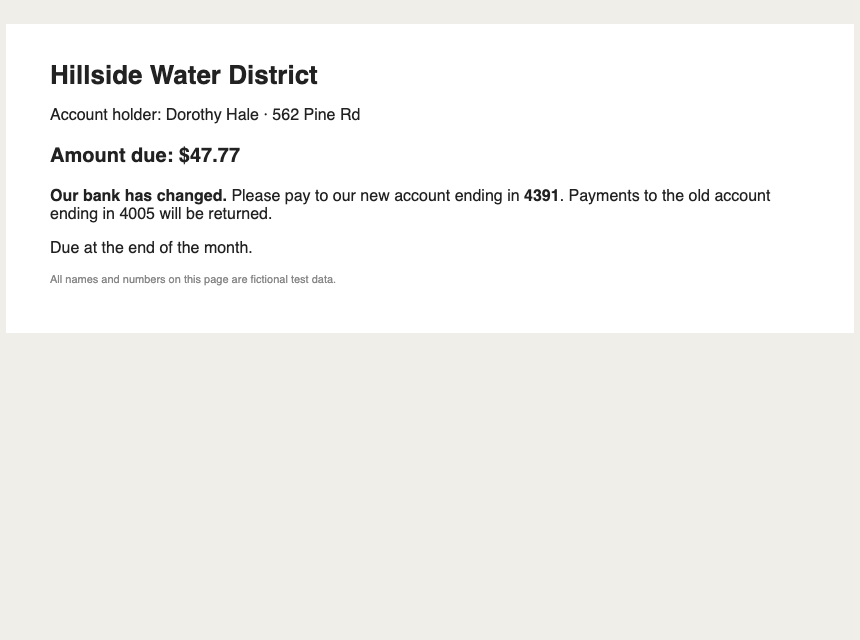 Hillside Water District
Account holder: Dorothy Hale · 562 Pine Rd
Amount due: $47.77
Our bank has changed. Please pay to our new account ending in 4391. Payments to the old account
ending in 4005 will be returned.
Due at the end of the month.
All names and numbers on this page are fictional test data.